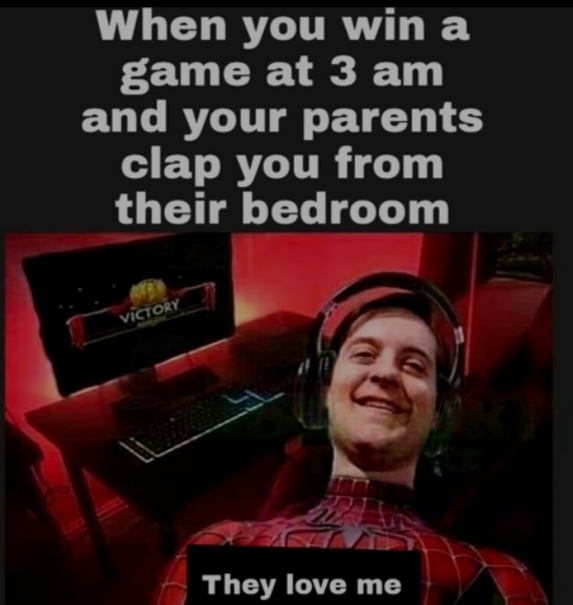 When you win a
game at 3 am
and your parents
clap you from
their bedroom
VICTORY
They love me